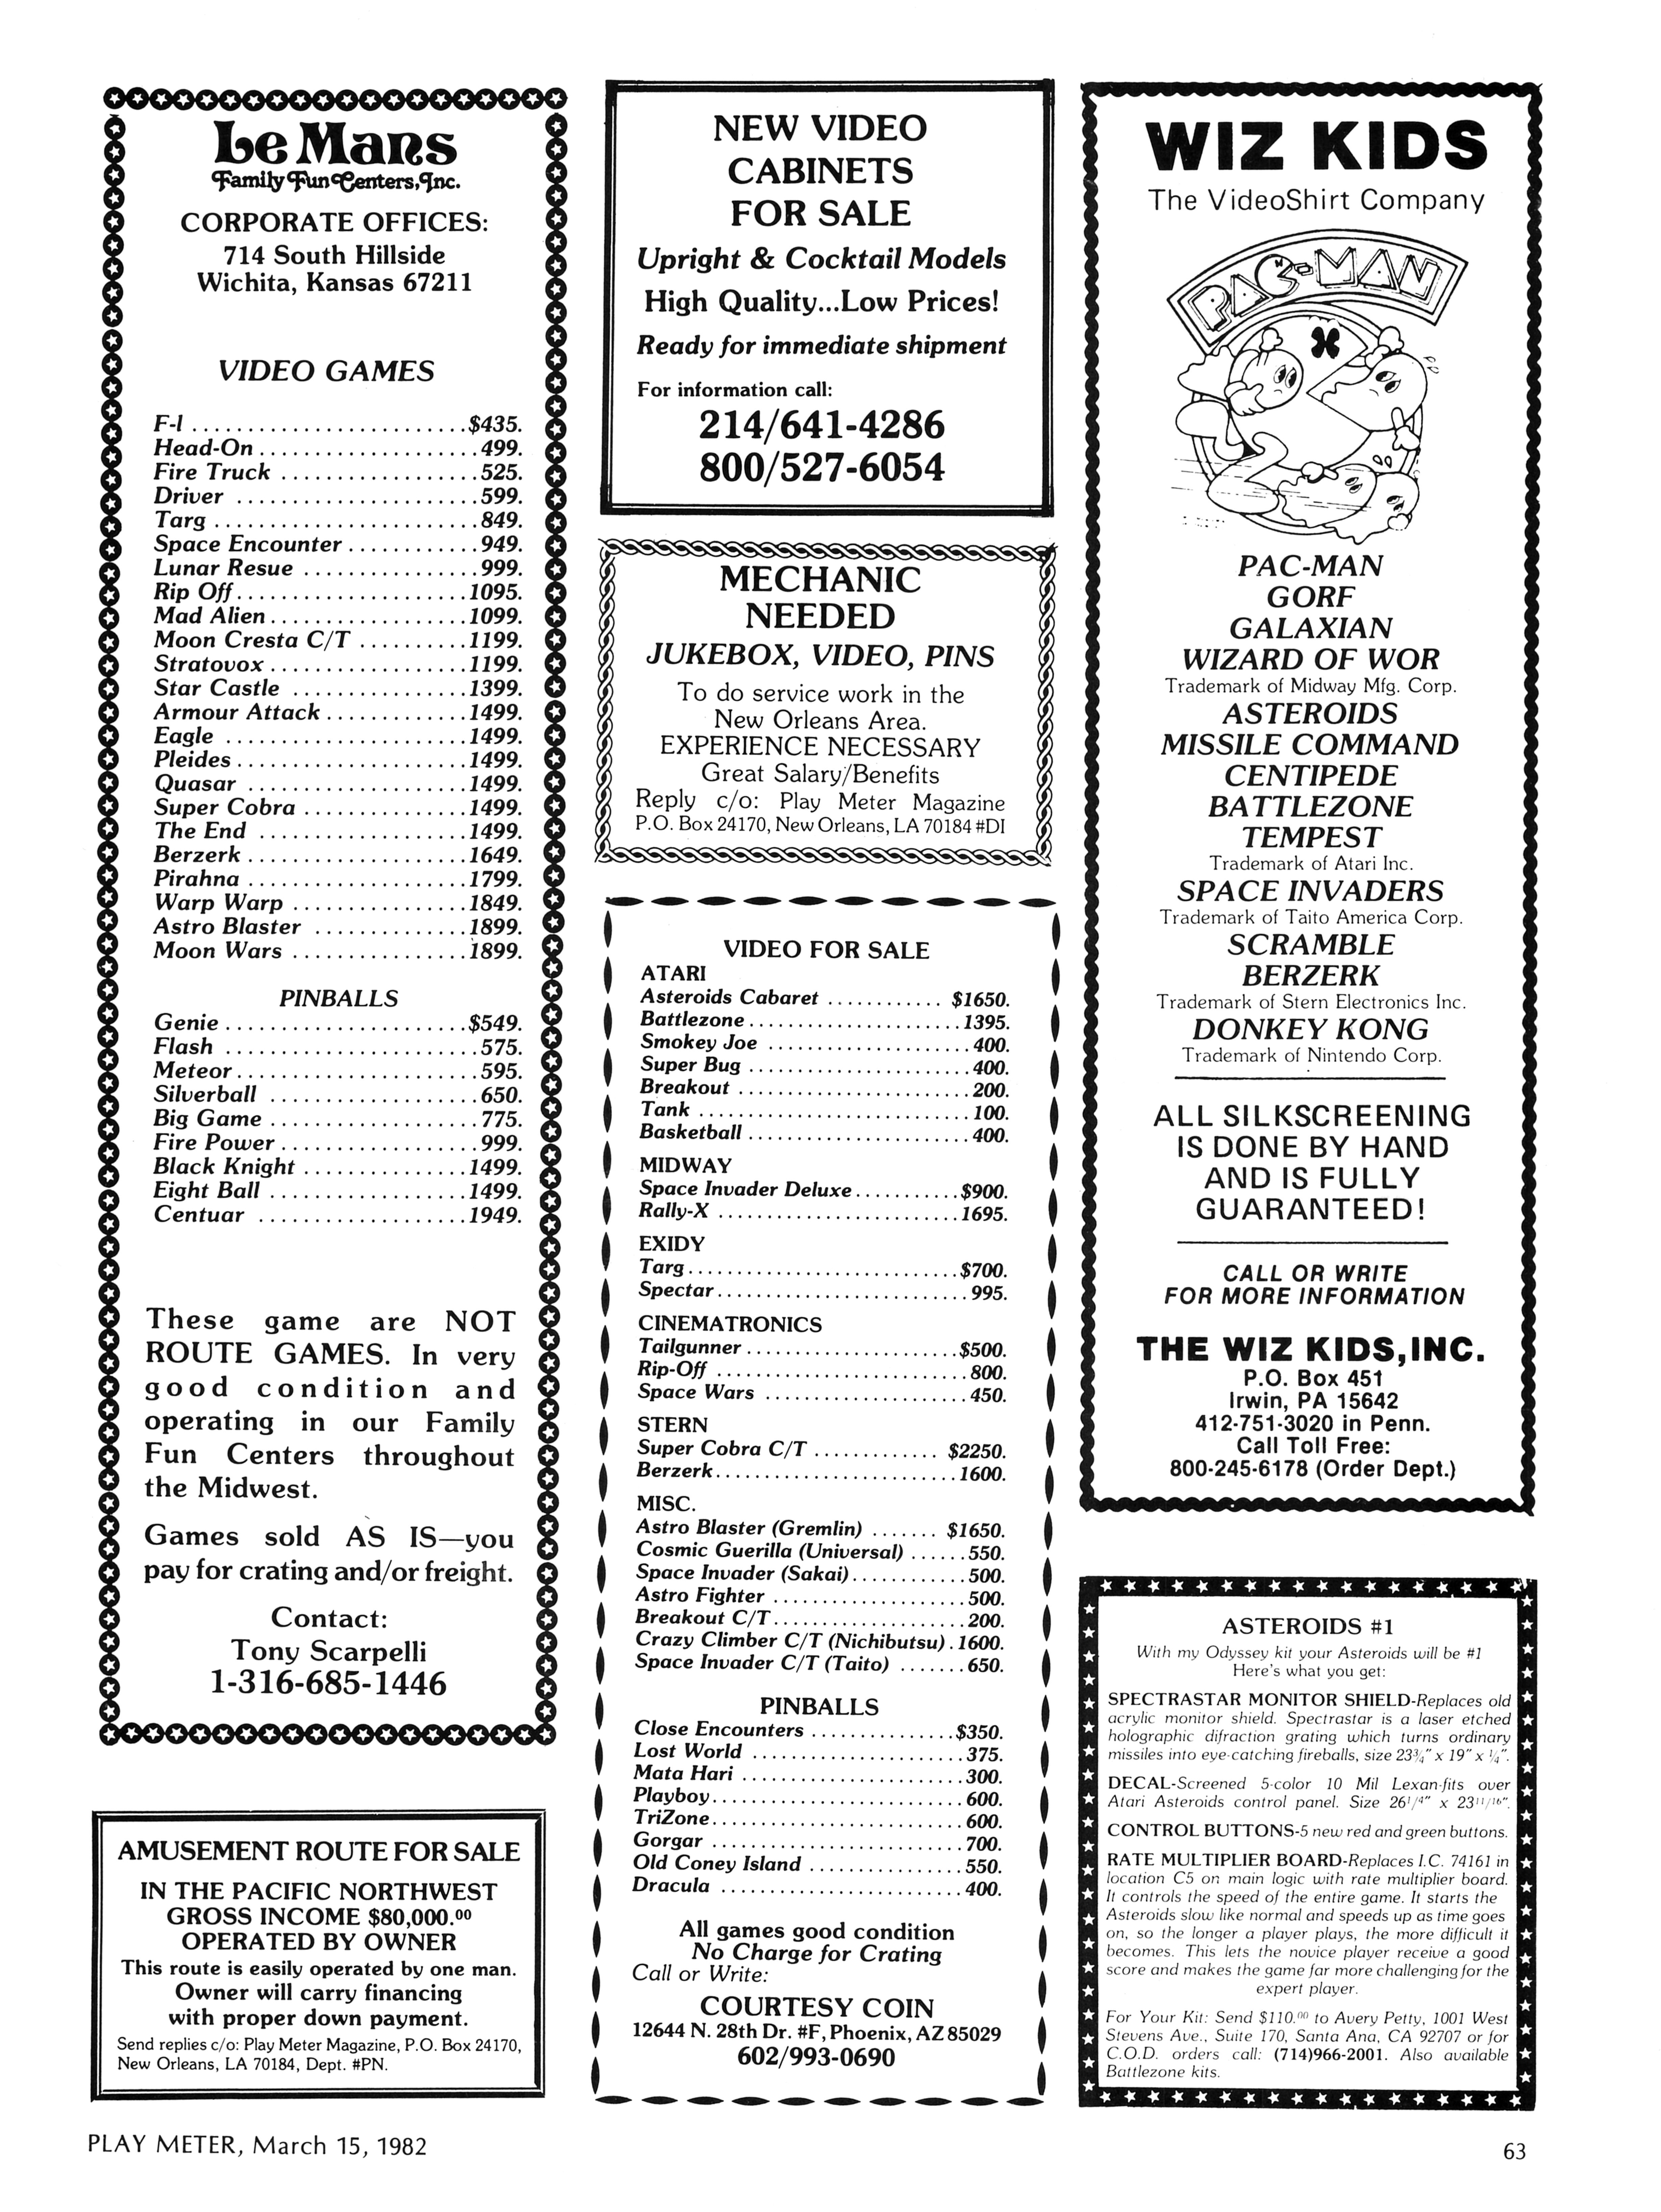 Le Mans
Family Fun Centers, Inc.
CORPORATE OFFICES:
714 South Hillside
Wichita, Kansas 67211
VIDEO GAMES
F-l ........................ $435.
Head-On .................... 499.
Fire Truck .................. 525.
Driver ...................... 599.
Targ ........................ 849.
Space Encounter ............ 949.
Lunar Resue ................ 999.
Rip Off ..................... 1095.
Mad Alien .................. 1099.
Moon Cresta C/T .......... 1199.
Stratovox .................. 1199.
Star Castle ................ 1399.
Armour Attack ............. 1499.
Eagle ...................... 1499.
Pleides ..................... 1499.
Quasar ..................... 1499.
Super Cobra ............... 1499.
The End ................... 1499.
Berzerk .................... 1649.
Pirahna .................... 1799.
Warp Warp ................ 1849.
Astro Blaster .............. 1899.
Moon Wars ................ 1899.
PINBALLS
Genie ...................... $549.
Flash ....................... 575.
Meteor ...................... 595.
Silverball ................... 650.
Big Game ................... 775.
Fire Power .................. 999.
Black Knight ............... 1499.
Eight Ball .................. 1499.
Centuar ................... 1949.
These game are NOT
ROUTE GAMES. In very
good condition and
operating in our Family
Fun Centers throughout
the Midwest.
Games sold AS IS—you
pay for crating and/or freight.
Contact:
Tony Scarpelli
1-316-685-1446
AMUSEMENT ROUTE FOR SALE
IN THE PACIFIC NORTHWEST
GROSS INCOME $80,000.00
OPERATED BY OWNER
This route is easily operated by one man.
Owner will carry financing
with proper down payment.
Send replies c/o: Play Meter Magazine, P.O. Box 24170,
New Orleans, LA 70184, Dept. #PN.
NEW VIDEO
CABINETS
FOR SALE
Upright & Cocktail Models
High Quality...Low Prices!
Ready for immediate shipment
For information call:
214/641-4286
800/527-6054
MECHANIC
NEEDED
JUKEBOX, VIDEO, PINS
To do service work in the
New Orleans Area.
EXPERIENCE NECESSARY
Great Salary/Benefits
Reply c/o: Play Meter Magazine
P.O. Box 24170, New Orleans, LA 70184 #DI
VIDEO FOR SALE
ATARI
Asteroids Cabaret ............ $1650.
Battlezone ...................... 1395.
Smokey Joe ..................... 400.
Super Bug ....................... 400.
Breakout ........................ 200.
Tank ............................ 100.
Basketball ....................... 400.
MIDWAY
Space Invader Deluxe ........... $900.
Rally-X ......................... 1695.
EXIDY
Targ ............................ $700.
Spectar .......................... 995.
CINEMATRONICS
Tailgunner ...................... $500.
Rip-Off .......................... 800.
Space Wars ..................... 450.
STERN
Super Cobra C/T ............. $2250.
Berzerk ......................... 1600.
MISC.
Astro Blaster (Gremlin) ....... $1650.
Cosmic Guerilla (Universal) ...... 550.
Space Invader (Sakai) ............ 500.
Astro Fighter .................... 500.
Breakout C/T .................... 200.
Crazy Climber C/T (Nichibutsu) . 1600.
Space Invader C/T (Taito) ....... 650.
PINBALLS
Close Encounters ............... $350.
Lost World ...................... 375.
Mata Hari ....................... 300.
Playboy .......................... 600.
TriZone .......................... 600.
Gorgar .......................... 700.
Old Coney Island ................ 550.
Dracula ......................... 400.
All games good condition
No Charge for Crating
Call or Write:
COURTESY COIN
12644 N. 28th Dr. #F, Phoenix, AZ 85029
602/993-0690
WIZ KIDS
The VideoShirt Company
PAC-MAN
PAC-MAN
GORF
GALAXIAN
WIZARD OF WOR
Trademark of Midway Mfg. Corp.
ASTEROIDS
MISSILE COMMAND
CENTIPEDE
BATTLEZONE
TEMPEST
Trademark of Atari Inc.
SPACE INVADERS
Trademark of Taito America Corp.
SCRAMBLE
BERZERK
Trademark of Stern Electronics Inc.
DONKEY KONG
Trademark of Nintendo Corp.
ALL SILKSCREENING
IS DONE BY HAND
AND IS FULLY
GUARANTEED!
CALL OR WRITE
FOR MORE INFORMATION
THE WIZ KIDS, INC.
P.O. Box 451
Irwin, PA 15642
412-751-3020 in Penn.
Call Toll Free:
800-245-6178 (Order Dept.)
ASTEROIDS #1
With my Odyssey kit your Asteroids will be #1
Here's what you get:
SPECTRASTAR MONITOR SHIELD-Replaces old
acrylic monitor shield. Spectrastar is a laser etched
holographic difraction grating which turns ordinary
missiles into eye-catching fireballs, size 23¾" x 19" x ¼".
DECAL-Screened 5-color 10 Mil Lexan-fits over
Atari Asteroids control panel. Size 26¹/⁴" x 23¹¹/¹⁶".
CONTROL BUTTONS-5 new red and green buttons.
RATE MULTIPLIER BOARD-Replaces I.C. 74161 in
location C5 on main logic with rate multiplier board.
It controls the speed of the entire game. It starts the
Asteroids slow like normal and speeds up as time goes
on, so the longer a player plays, the more difficult it
becomes. This lets the novice player receive a good
score and makes the game far more challenging for the
expert player.
For Your Kit: Send $110.00 to Avery Petty, 1001 West
Stevens Ave., Suite 170, Santa Ana, CA 92707 or for
C.O.D. orders call: (714)966-2001. Also available
Battlezone kits.
PLAY METER, March 15, 1982
63